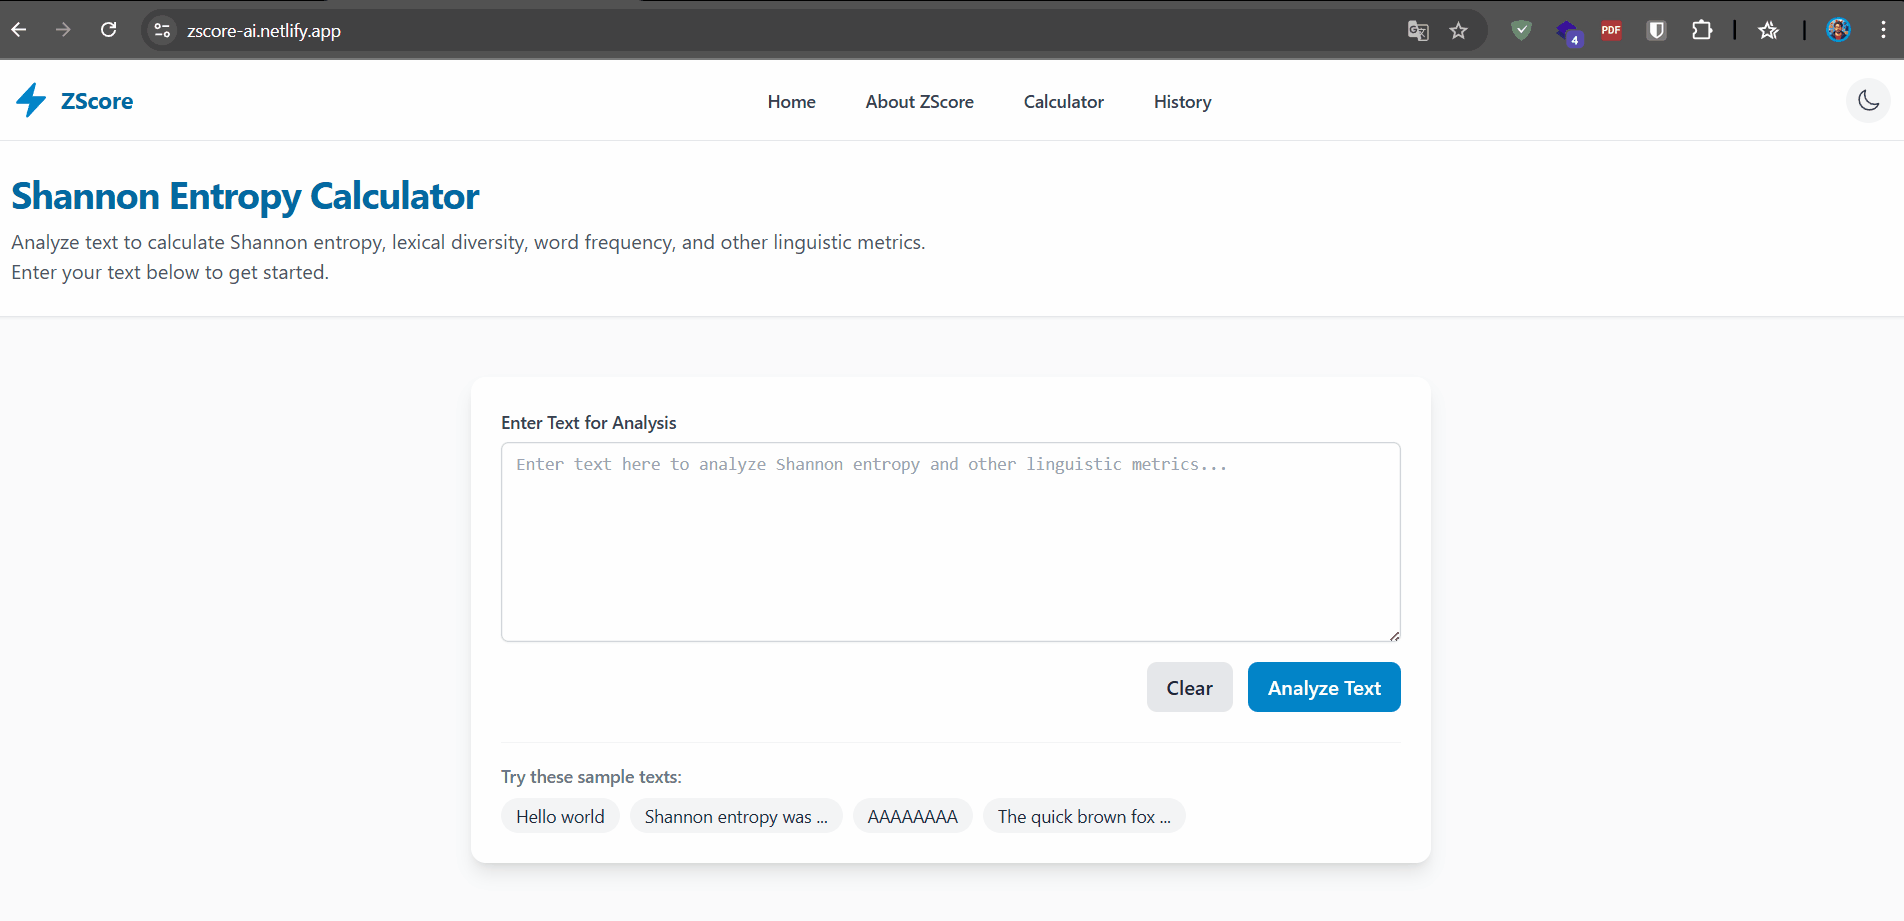 zscore-ai.netlify.app
4
PDF
ZScore
Home
About ZScore
Calculator
History
Shannon Entropy Calculator
Analyze text to calculate Shannon entropy, lexical diversity, word frequency, and other linguistic metrics.
Enter your text below to get started.
Enter Text for Analysis
Enter text here to analyze Shannon entropy and other linguistic metrics...
Clear
Analyze Text
Try these sample texts:
Hello world
Shannon entropy was ...
AAAAAAAA
The quick brown fox ...